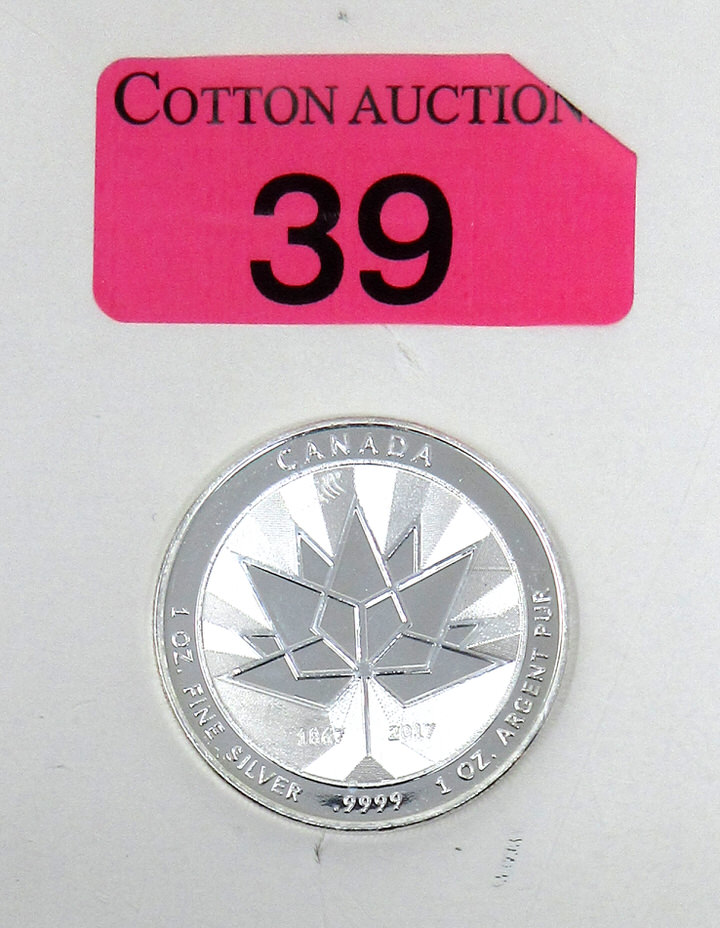 COTTON AUCTION
39
CANADA
1 OZ. FINE SILVER .9999 1 OZ. ARGENT PUR
1867 2017